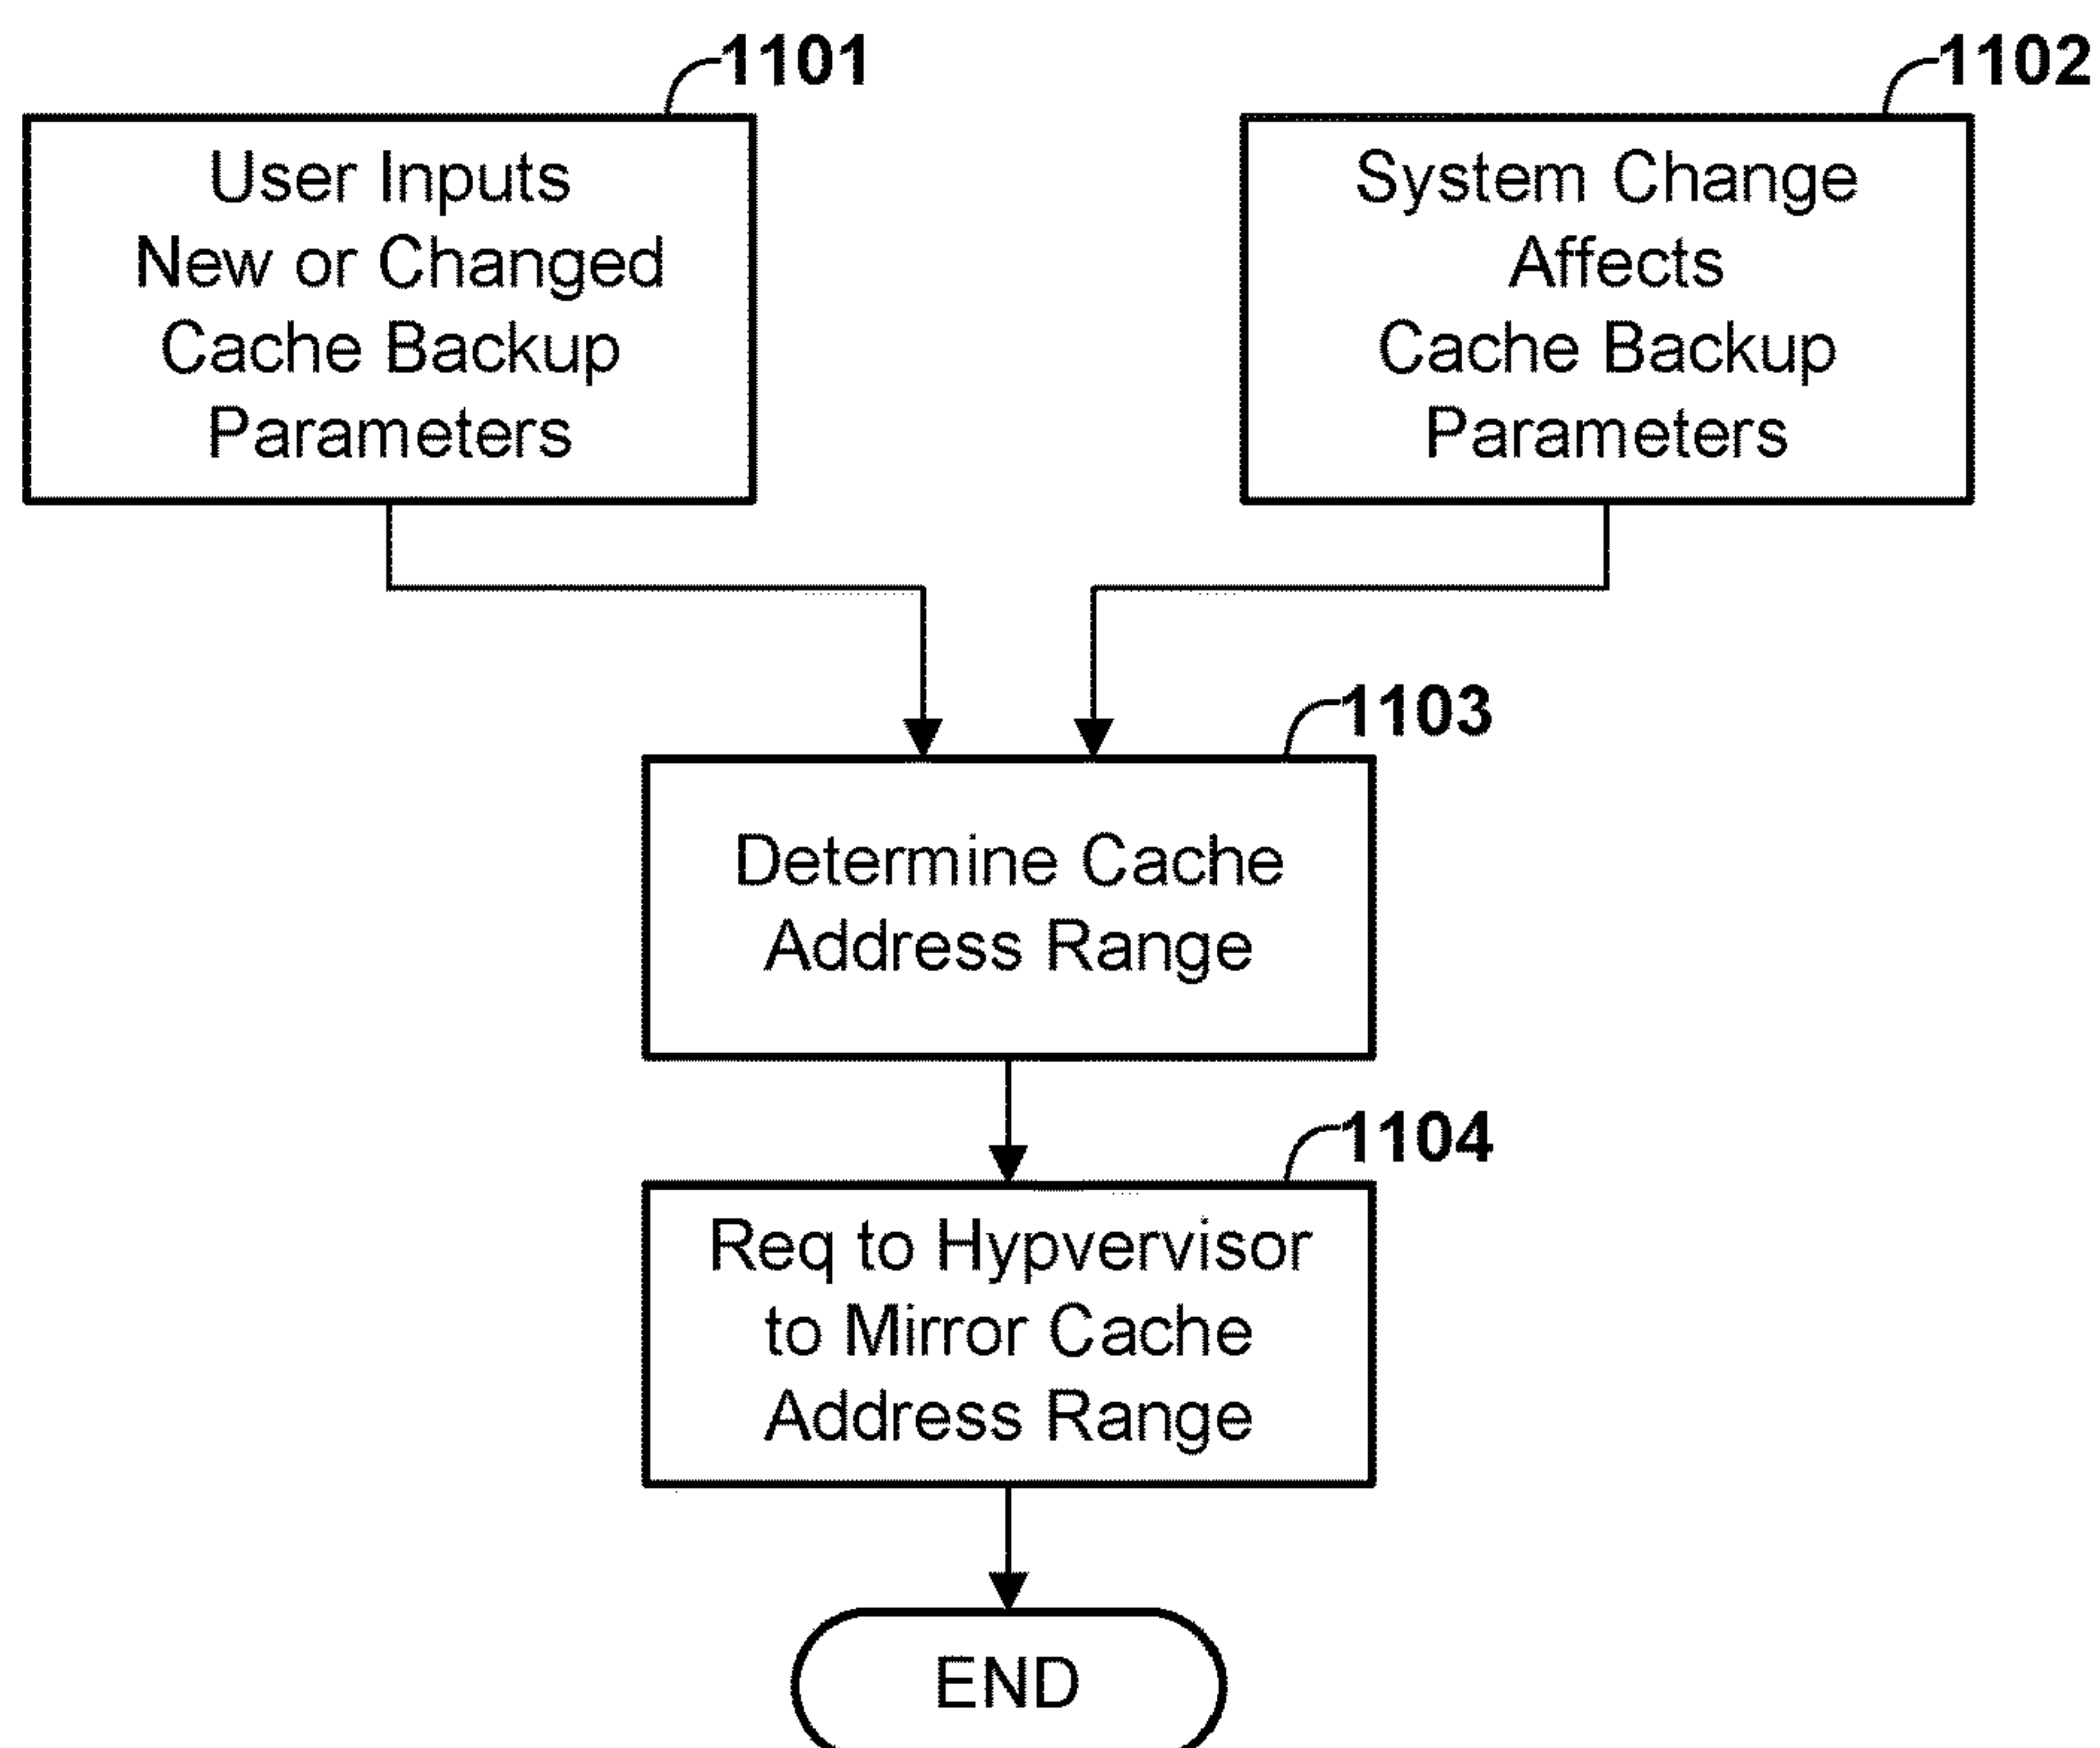 1101
User Inputs
New or Changed
Cache Backup
Parameters
1102
System Change
Affects
Cache Backup
Parameters
1103
Determine Cache
Address Range
1104
Req to Hypvervisor
to Mirror Cache
Address Range
END